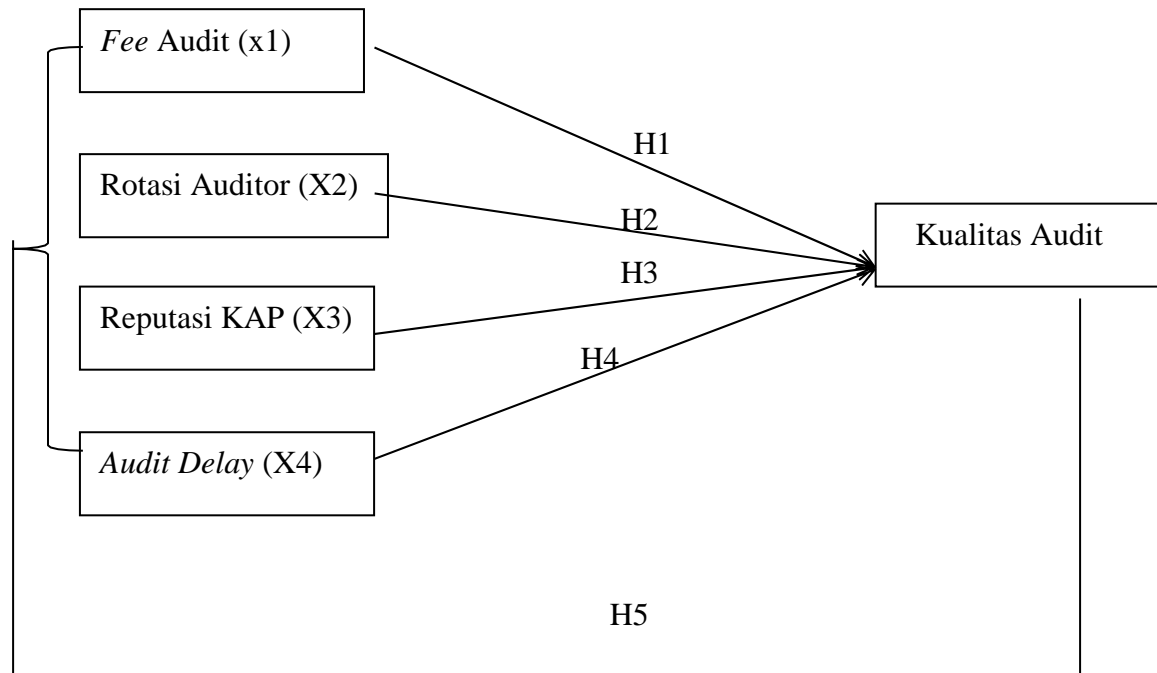 Fee Audit (x1)
H1
Rotasi Auditor (X2)
H2
Kualitas Audit
H3
Reputasi KAP (X3)
H4
Audit Delay (X4)
H5